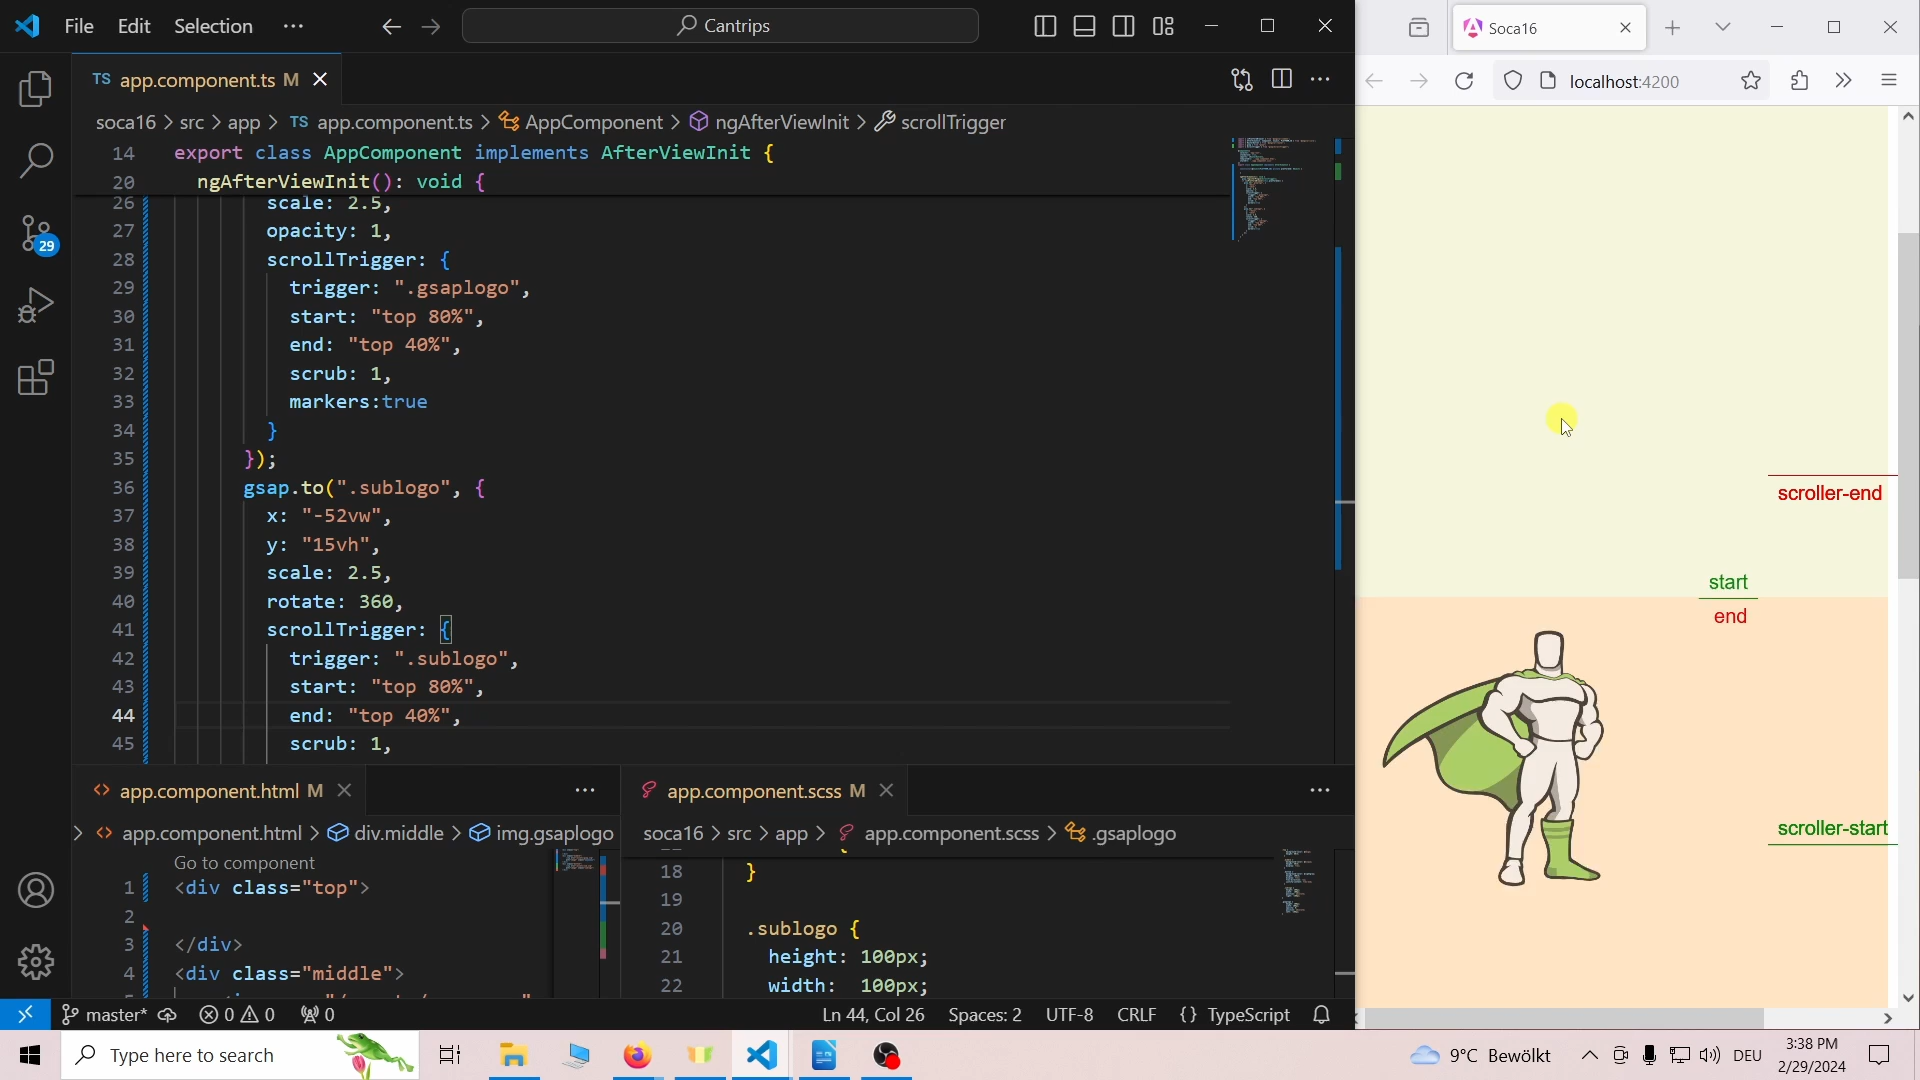 File Edit Selection ···
Cantrips
TS app.component.ts M
soca16 > src > app > TS app.component.ts > AppComponent > ngAfterViewInit > scrollTrigger
14 export class AppComponent implements AfterViewInit {
20 ngAfterViewInit(): void {
26 scale: 2.5,
27 opacity: 1,
28 scrollTrigger: {
29 trigger: ".gsaplogo",
30 start: "top 80%",
31 end: "top 40%",
32 scrub: 1,
33 markers:true
34 }
35 });
36 gsap.to(".sublogo", {
37 x: "-52vw",
38 y: "15vh",
39 scale: 2.5,
40 rotate: 360,
41 scrollTrigger: {
42 trigger: ".sublogo",
43 start: "top 80%",
44 end: "top 40%",
45 scrub: 1,
29
app.component.html M
> app.component.html > div.middle > img.gsaplogo
Go to component
1 <div class="top">
2
3 </div>
4 <div class="middle">
app.component.scss M
soca16 > src > app > app.component.scss > .gsaplogo
18 }
19
20 .sublogo {
21 height: 100px;
22 width: 100px;
master* 0 0 0
Ln 44, Col 26 Spaces: 2 UTF-8 CRLF {} TypeScript
Soca16
localhost:4200
scroller-end
start
end
scroller-start
Type here to search
9°C Bewölkt
DEU
3:38 PM
2/29/2024